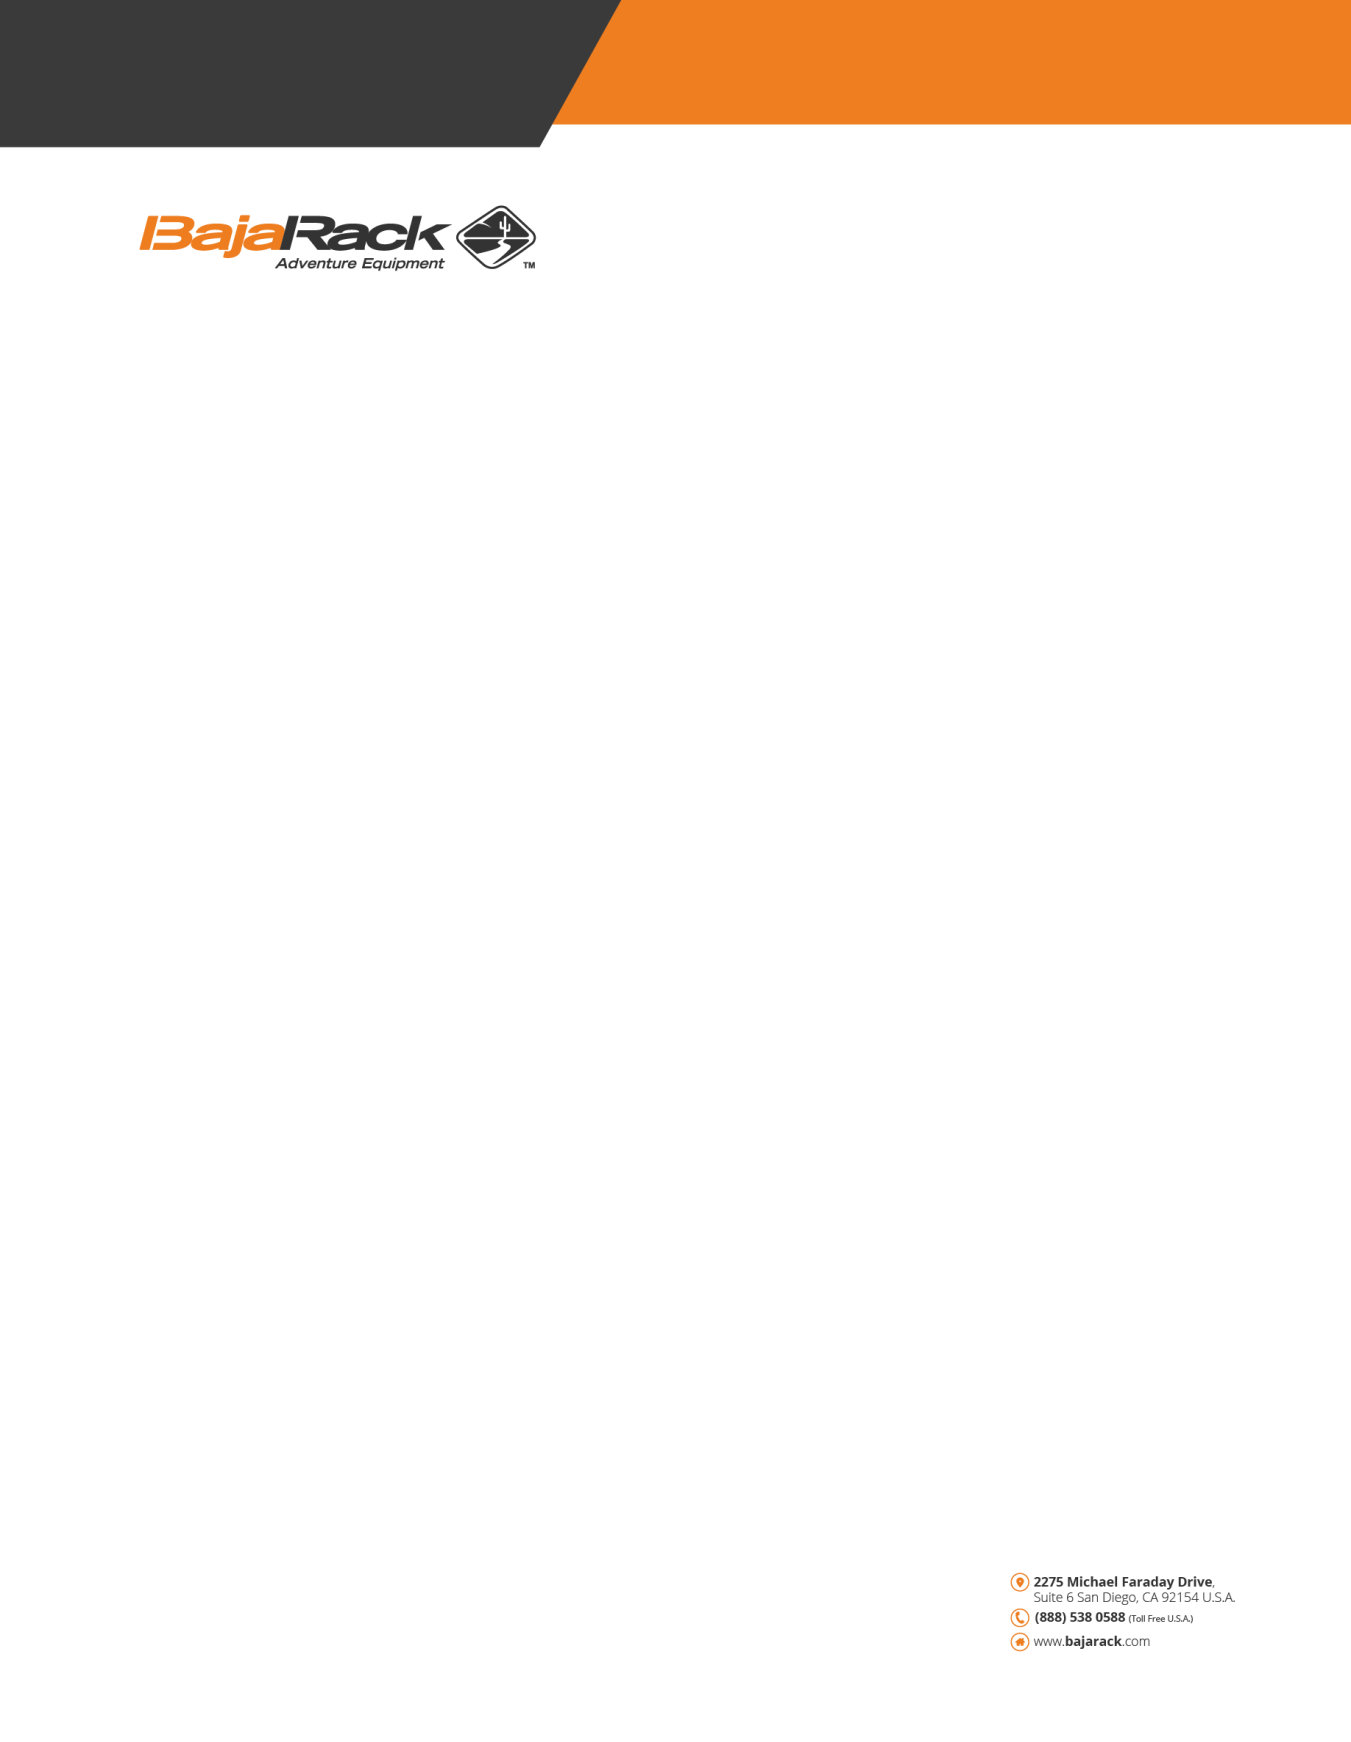 BajaRack
Adventure Equipment
TM
2275 Michael Faraday Drive,
Suite 6 San Diego, CA 92154 U.S.A.
(888) 538 0588 (Toll Free U.S.A.)
www.bajarack.com